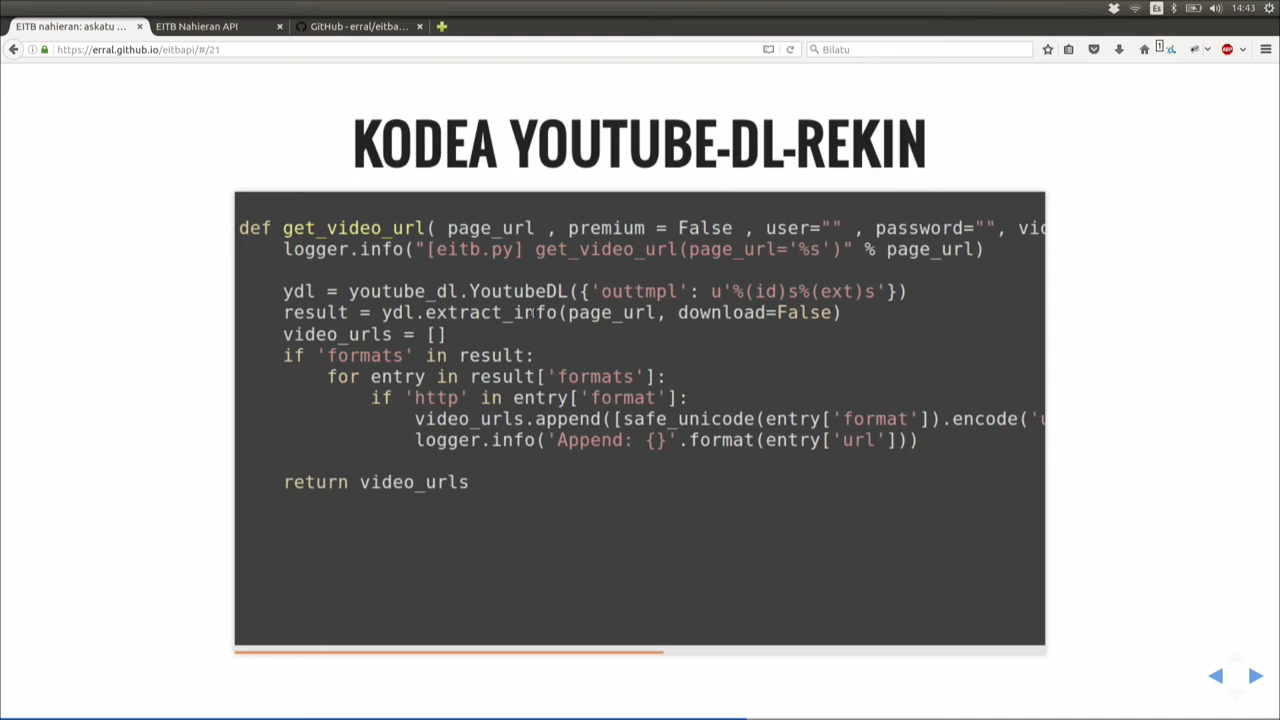 Es
14:43
EITB nahieran: askatu ...
EITB Nahieran API
GitHub - erral/eitba...
https://erral.github.io/eitbapi/#/21
Bilatu
1
ABP
KODEA YOUTUBE-DL-REKIN
def get_video_url( page_url , premium = False , user="" , password="", vid
logger.info("[eitb.py] get_video_url(page_url='%s')" % page_url)
ydl = youtube_dl.YoutubeDL({'outtmpl': u'%(id)s%(ext)s'})
result = ydl.extract_info(page_url, download=False)
video_urls = []
if 'formats' in result:
for entry in result['formats']:
if 'http' in entry['format']:
video_urls.append([safe_unicode(entry['format']).encode('u
logger.info('Append: {}'.format(entry['url']))
return video_urls